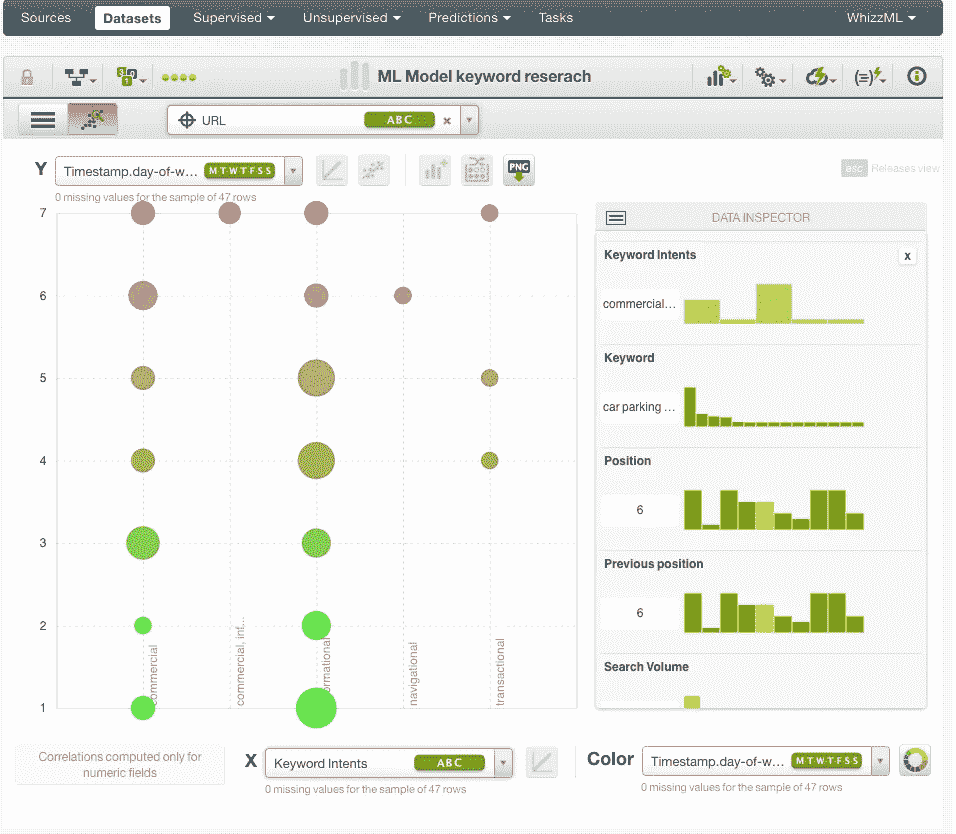 Sources Datasets Supervised Unsupervised Predictions Tasks WhizzML
ML Model keyword reserach
URL ABC x
Y Timestamp.day-of-w... MTWTFSS PNG esc Releases view
0 missing values for the sample of 47 rows
DATA INSPECTOR
Keyword Intents x
commercial...
Keyword
car parking ...
Position
6
Previous position
6
Search Volume
7
6
5
4
3
2
1
commercial
commercial, inf...
ormational
navigational
transactional
Correlations computed only for
numeric fields
X Keyword Intents ABC
0 missing values for the sample of 47 rows
Color Timestamp.day-of-w... MTWTFSS
0 missing values for the sample of 47 rows